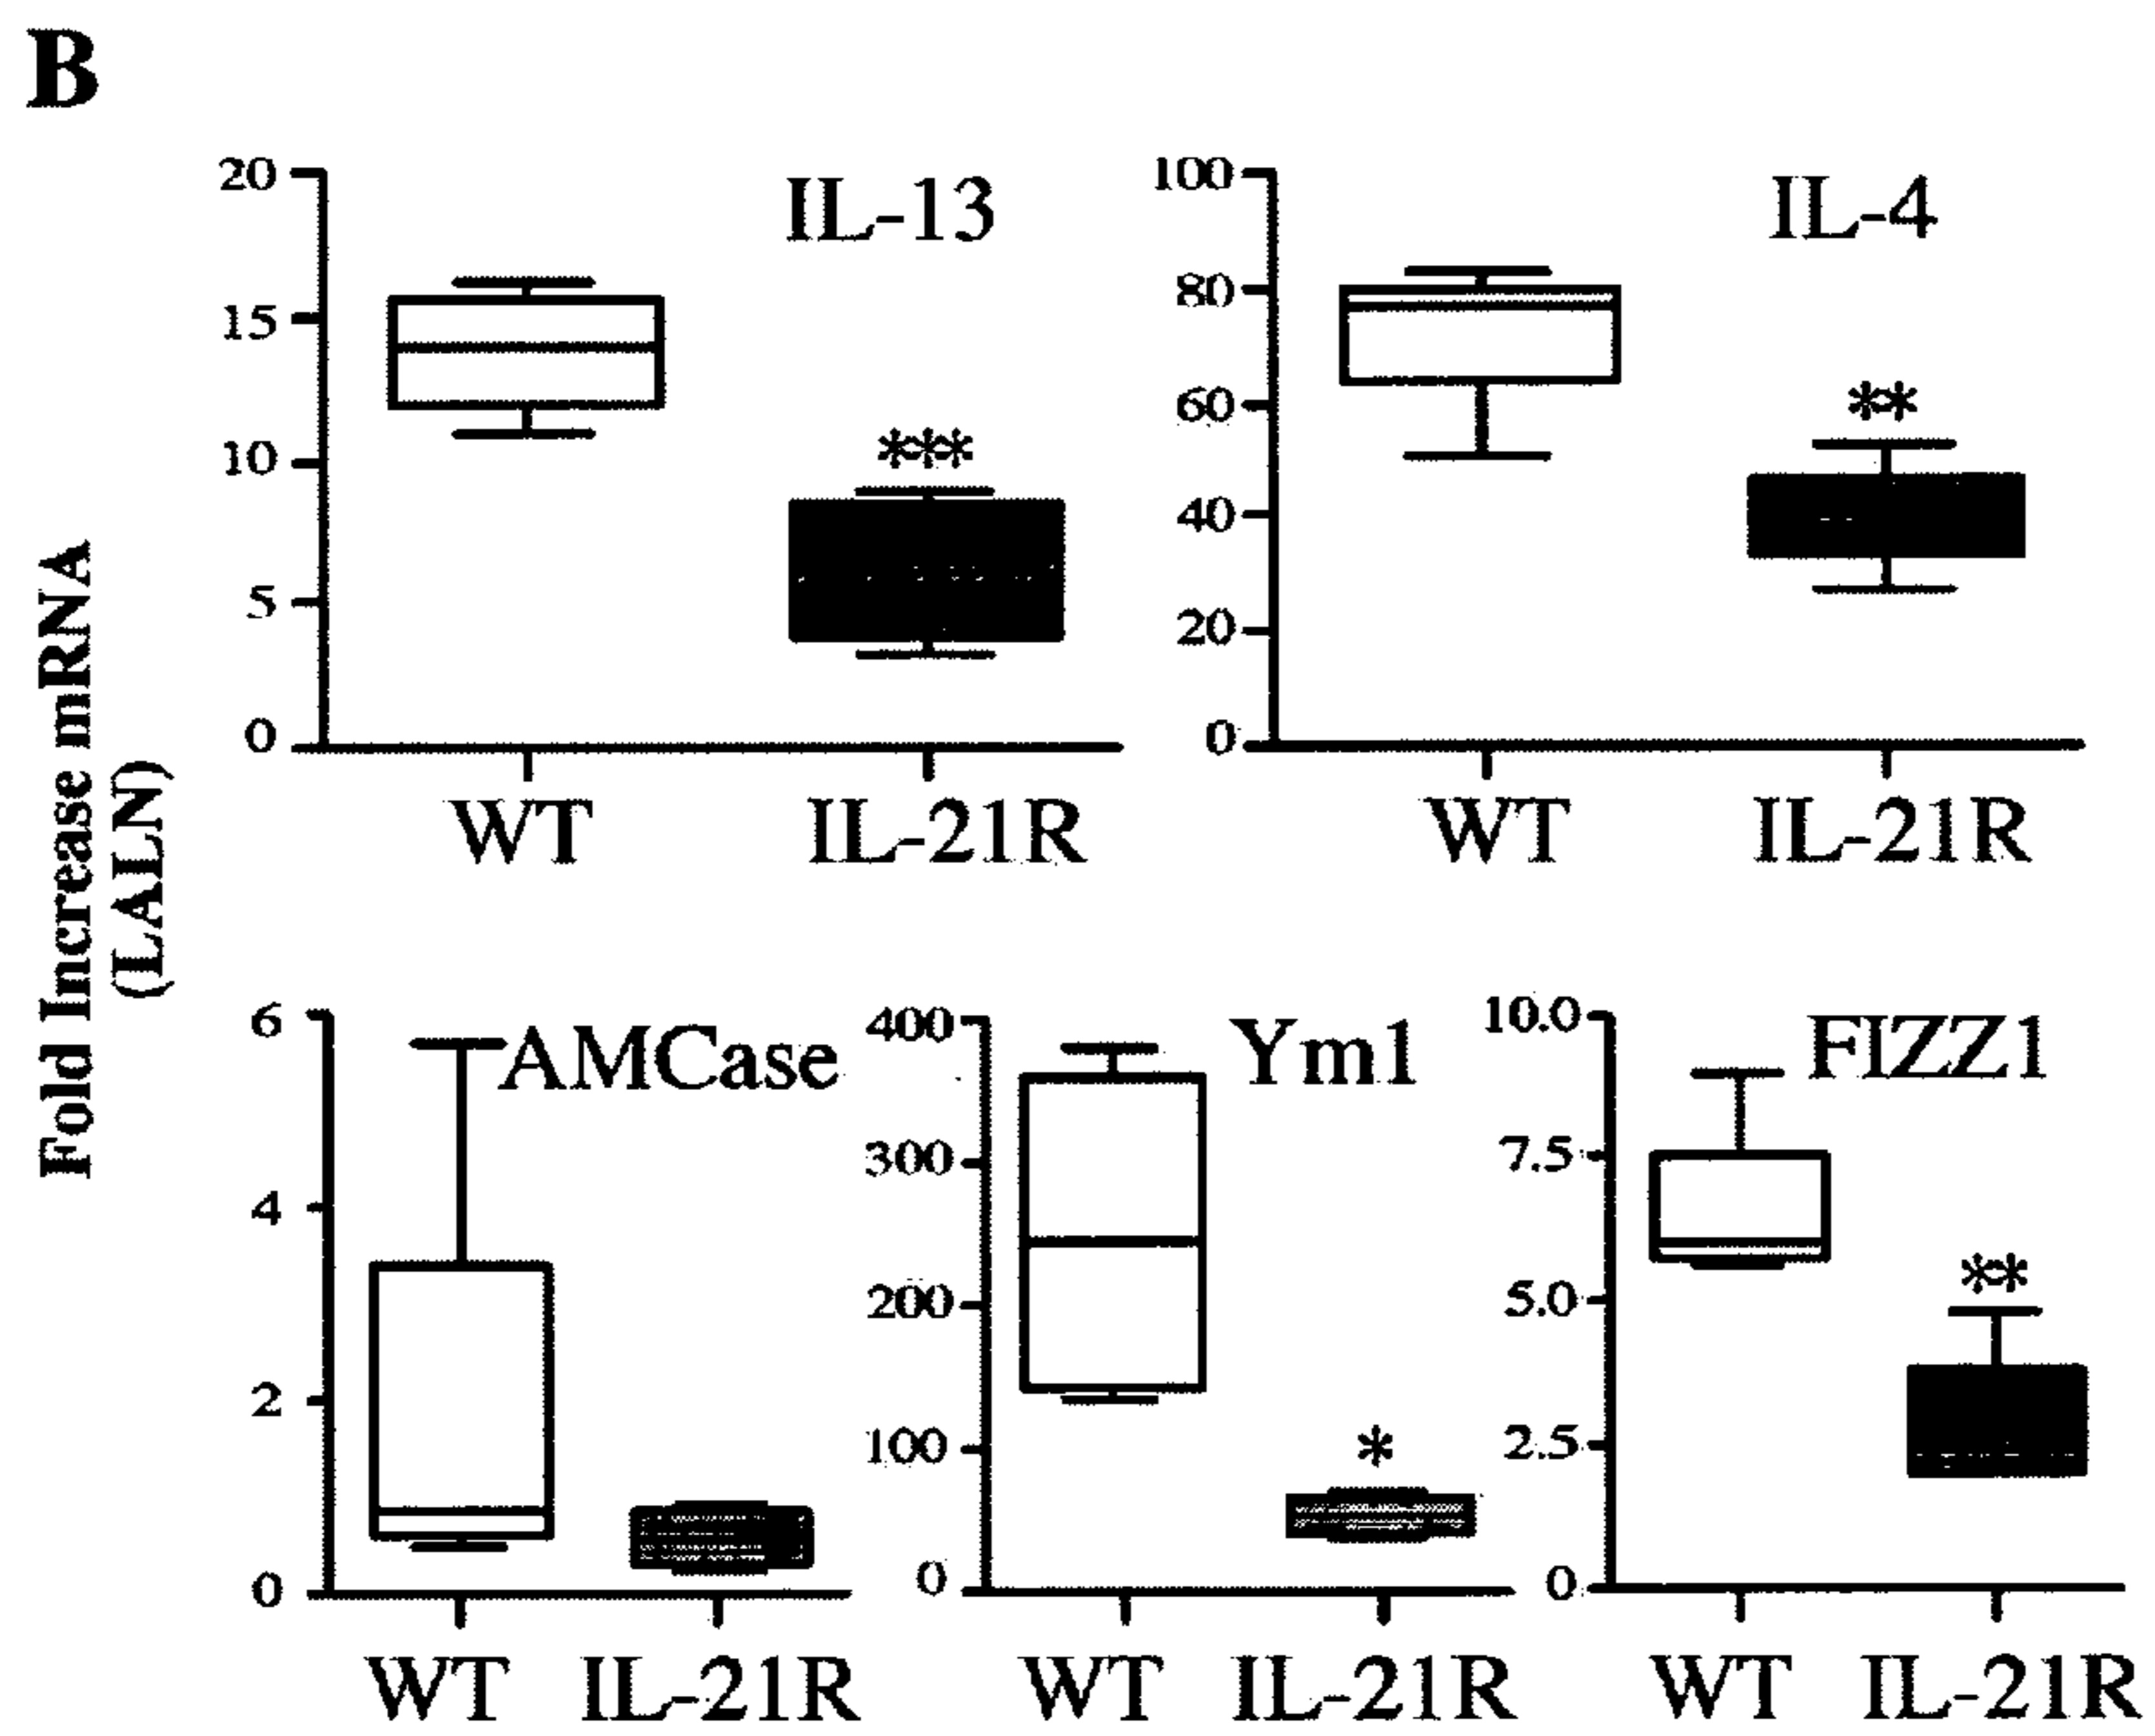 B
Fold Increase mRNA
(LALN)
IL-13
20
15
10
5
0
***
WT IL-21R
IL-4
100
80
60
40
20
0
**
WT IL-21R
AMCase
6
4
2
0
WT IL-21R
Ym1
400
300
200
100
0
*
WT IL-21R
FIZZ1
10.0
7.5
5.0
2.5
0
**
WT IL-21R